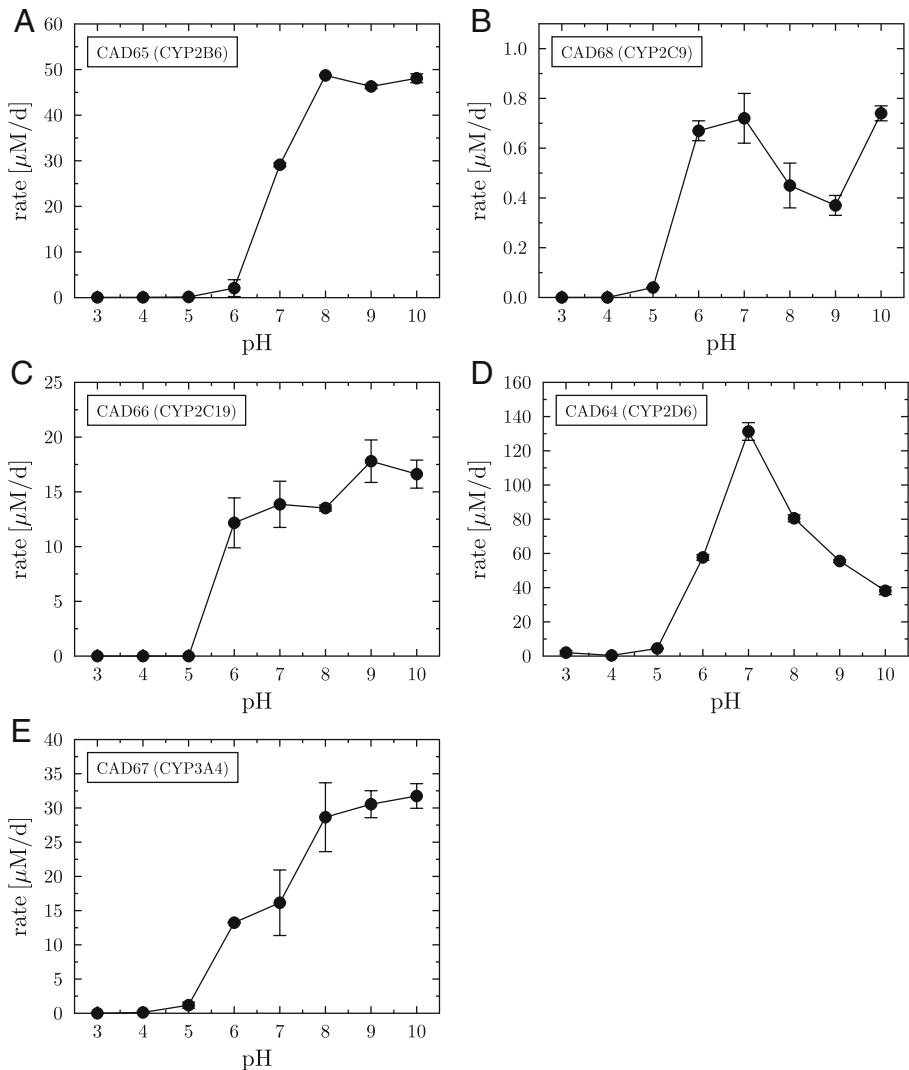 A
CAD65 (CYP2B6)
rate [µM/d]
60
50
40
30
20
10
0
3 4 5 6 7 8 9 10
pH
B
CAD68 (CYP2C9)
rate [µM/d]
1.0
0.8
0.6
0.4
0.2
0.0
3 4 5 6 7 8 9 10
pH
C
CAD66 (CYP2C19)
rate [µM/d]
25
20
15
10
5
0
3 4 5 6 7 8 9 10
pH
D
CAD64 (CYP2D6)
rate [µM/d]
160
140
120
100
80
60
40
20
0
3 4 5 6 7 8 9 10
pH
E
CAD67 (CYP3A4)
rate [µM/d]
40
35
30
25
20
15
10
5
0
3 4 5 6 7 8 9 10
pH